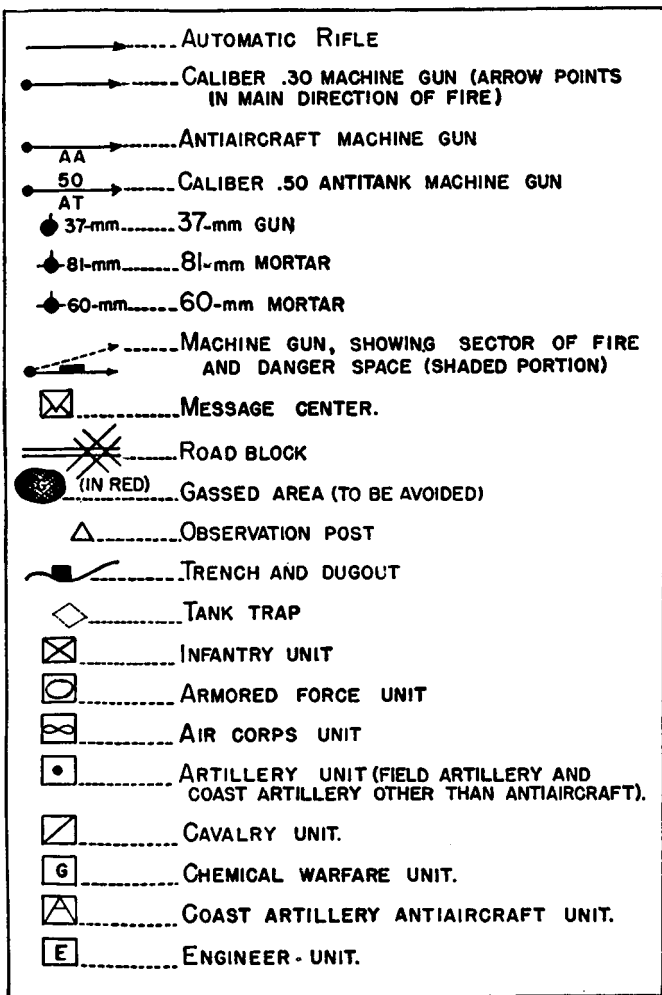 AUTOMATIC RIFLE
CALIBER .30 MACHINE GUN (ARROW POINTS
IN MAIN DIRECTION OF FIRE)
AA ANTIAIRCRAFT MACHINE GUN
50
AT CALIBER .50 ANTITANK MACHINE GUN
37-mm 37-mm GUN
81-mm 81-mm MORTAR
60-mm 60-mm MORTAR
MACHINE GUN, SHOWING SECTOR OF FIRE
AND DANGER SPACE (SHADED PORTION)
MESSAGE CENTER.
ROAD BLOCK
G (IN RED) GASSED AREA (TO BE AVOIDED)
OBSERVATION POST
TRENCH AND DUGOUT
TANK TRAP
INFANTRY UNIT
ARMORED FORCE UNIT
AIR CORPS UNIT
ARTILLERY UNIT (FIELD ARTILLERY AND
COAST ARTILLERY OTHER THAN ANTIAIRCRAFT).
CAVALRY UNIT.
G CHEMICAL WARFARE UNIT.
COAST ARTILLERY ANTIAIRCRAFT UNIT.
E ENGINEER - UNIT.